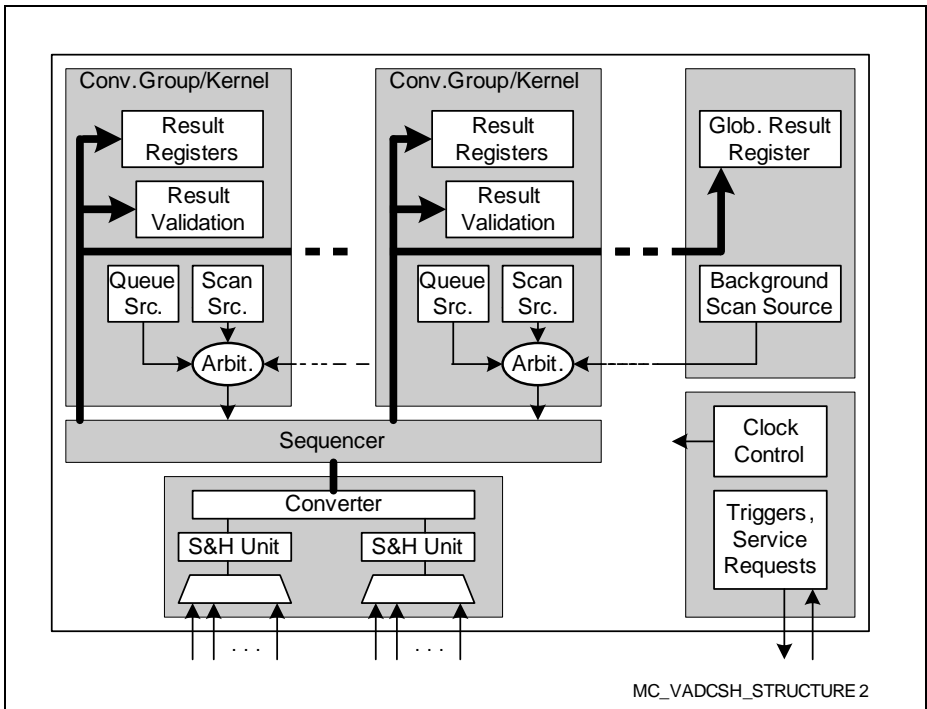 Conv.Group/Kernel
Result
Registers
Result
Validation
Queue
Src.
Scan
Src.
Arbit.
Conv.Group/Kernel
Result
Registers
Result
Validation
Queue
Src.
Scan
Src.
Arbit.
Glob. Result
Register
Background
Scan Source
Sequencer
Clock
Control
Converter
S&H Unit
S&H Unit
Triggers,
Service
Requests
. . .
. . .
MC_VADCSH_STRUCTURE 2